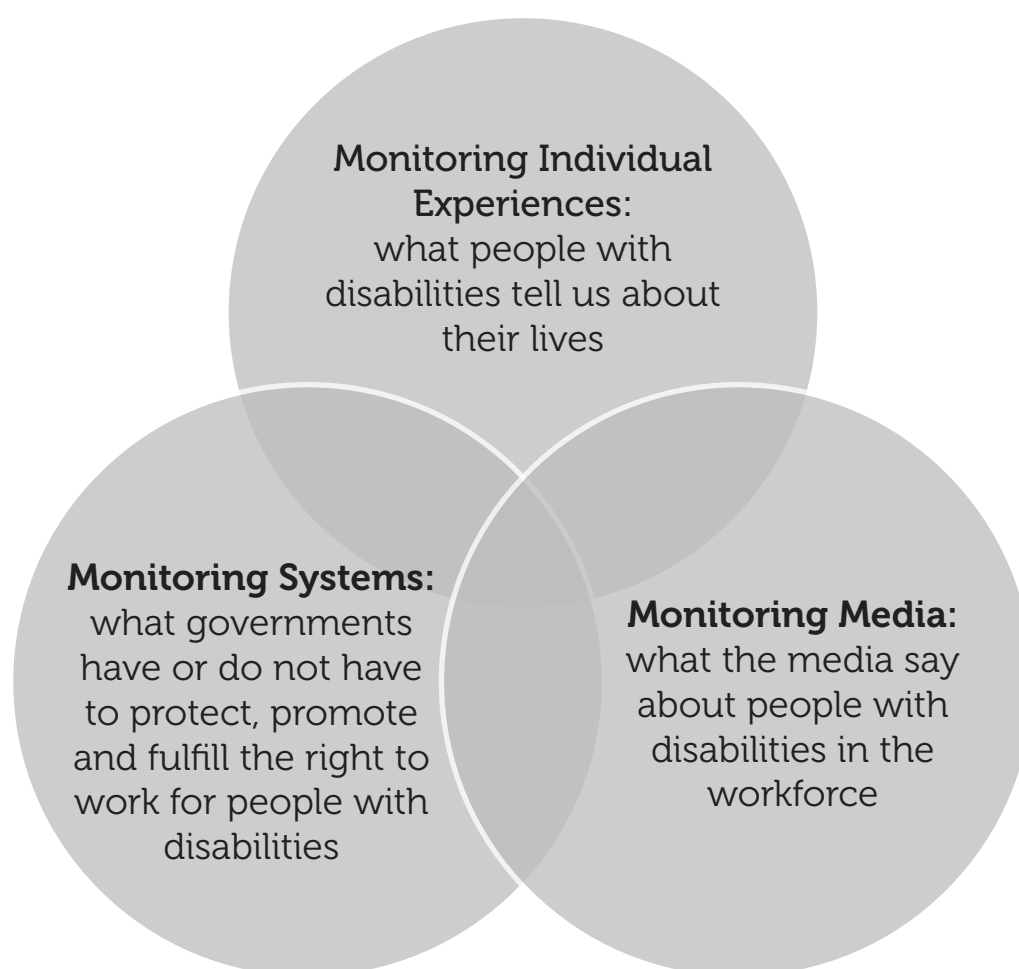 Monitoring Individual
Experiences:
what people with
disabilities tell us about
their lives
Monitoring Systems:
what governments
have or do not have
to protect, promote
and fulfill the right to
work for people with
disabilities
Monitoring Media:
what the media say
about people with
disabilities in the
workforce